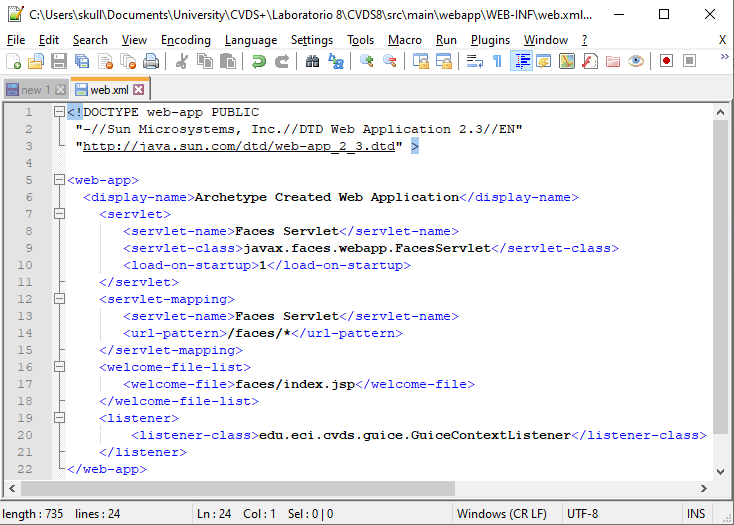 C:\Users\skull\Documents\University\CVDS+\Laboratorio 8\CVDS8\src\main\webapp\WEB-INF\web.xml...
File Edit Search View Encoding Language Settings Tools Macro Run Plugins Window ? X
new 1 web.xml
1 <!DOCTYPE web-app PUBLIC
2 "-//Sun Microsystems, Inc.//DTD Web Application 2.3//EN"
3 "http://java.sun.com/dtd/web-app_2_3.dtd" >
4
5 <web-app>
6 <display-name>Archetype Created Web Application</display-name>
7 <servlet>
8 <servlet-name>Faces Servlet</servlet-name>
9 <servlet-class>javax.faces.webapp.FacesServlet</servlet-class>
10 <load-on-startup>1</load-on-startup>
11 </servlet>
12 <servlet-mapping>
13 <servlet-name>Faces Servlet</servlet-name>
14 <url-pattern>/faces/*</url-pattern>
15 </servlet-mapping>
16 <welcome-file-list>
17 <welcome-file>faces/index.jsp</welcome-file>
18 </welcome-file-list>
19 <listener>
20 <listener-class>edu.eci.cvds.guice.GuiceContextListener</listener-class>
21 </listener>
22 </web-app>
length : 735 lines : 24 Ln : 24 Col : 1 Sel : 0 | 0 Windows (CR LF) UTF-8 INS